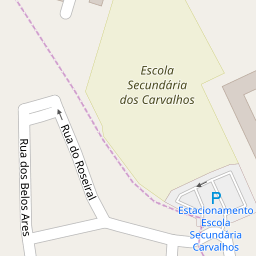 Escola
Secundária
dos Carvalhos
Rua do Roseiral
Rua dos Belos Ares
P
Estacionamento
Escola
Secundária
Carvalhos